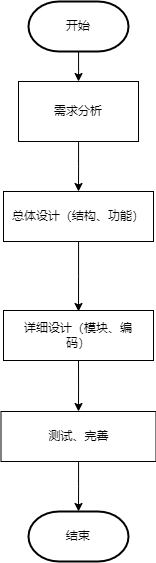 开始
需求分析
总体设计（结构、功能）
详细设计（模块、编
码）
测试、完善
结束